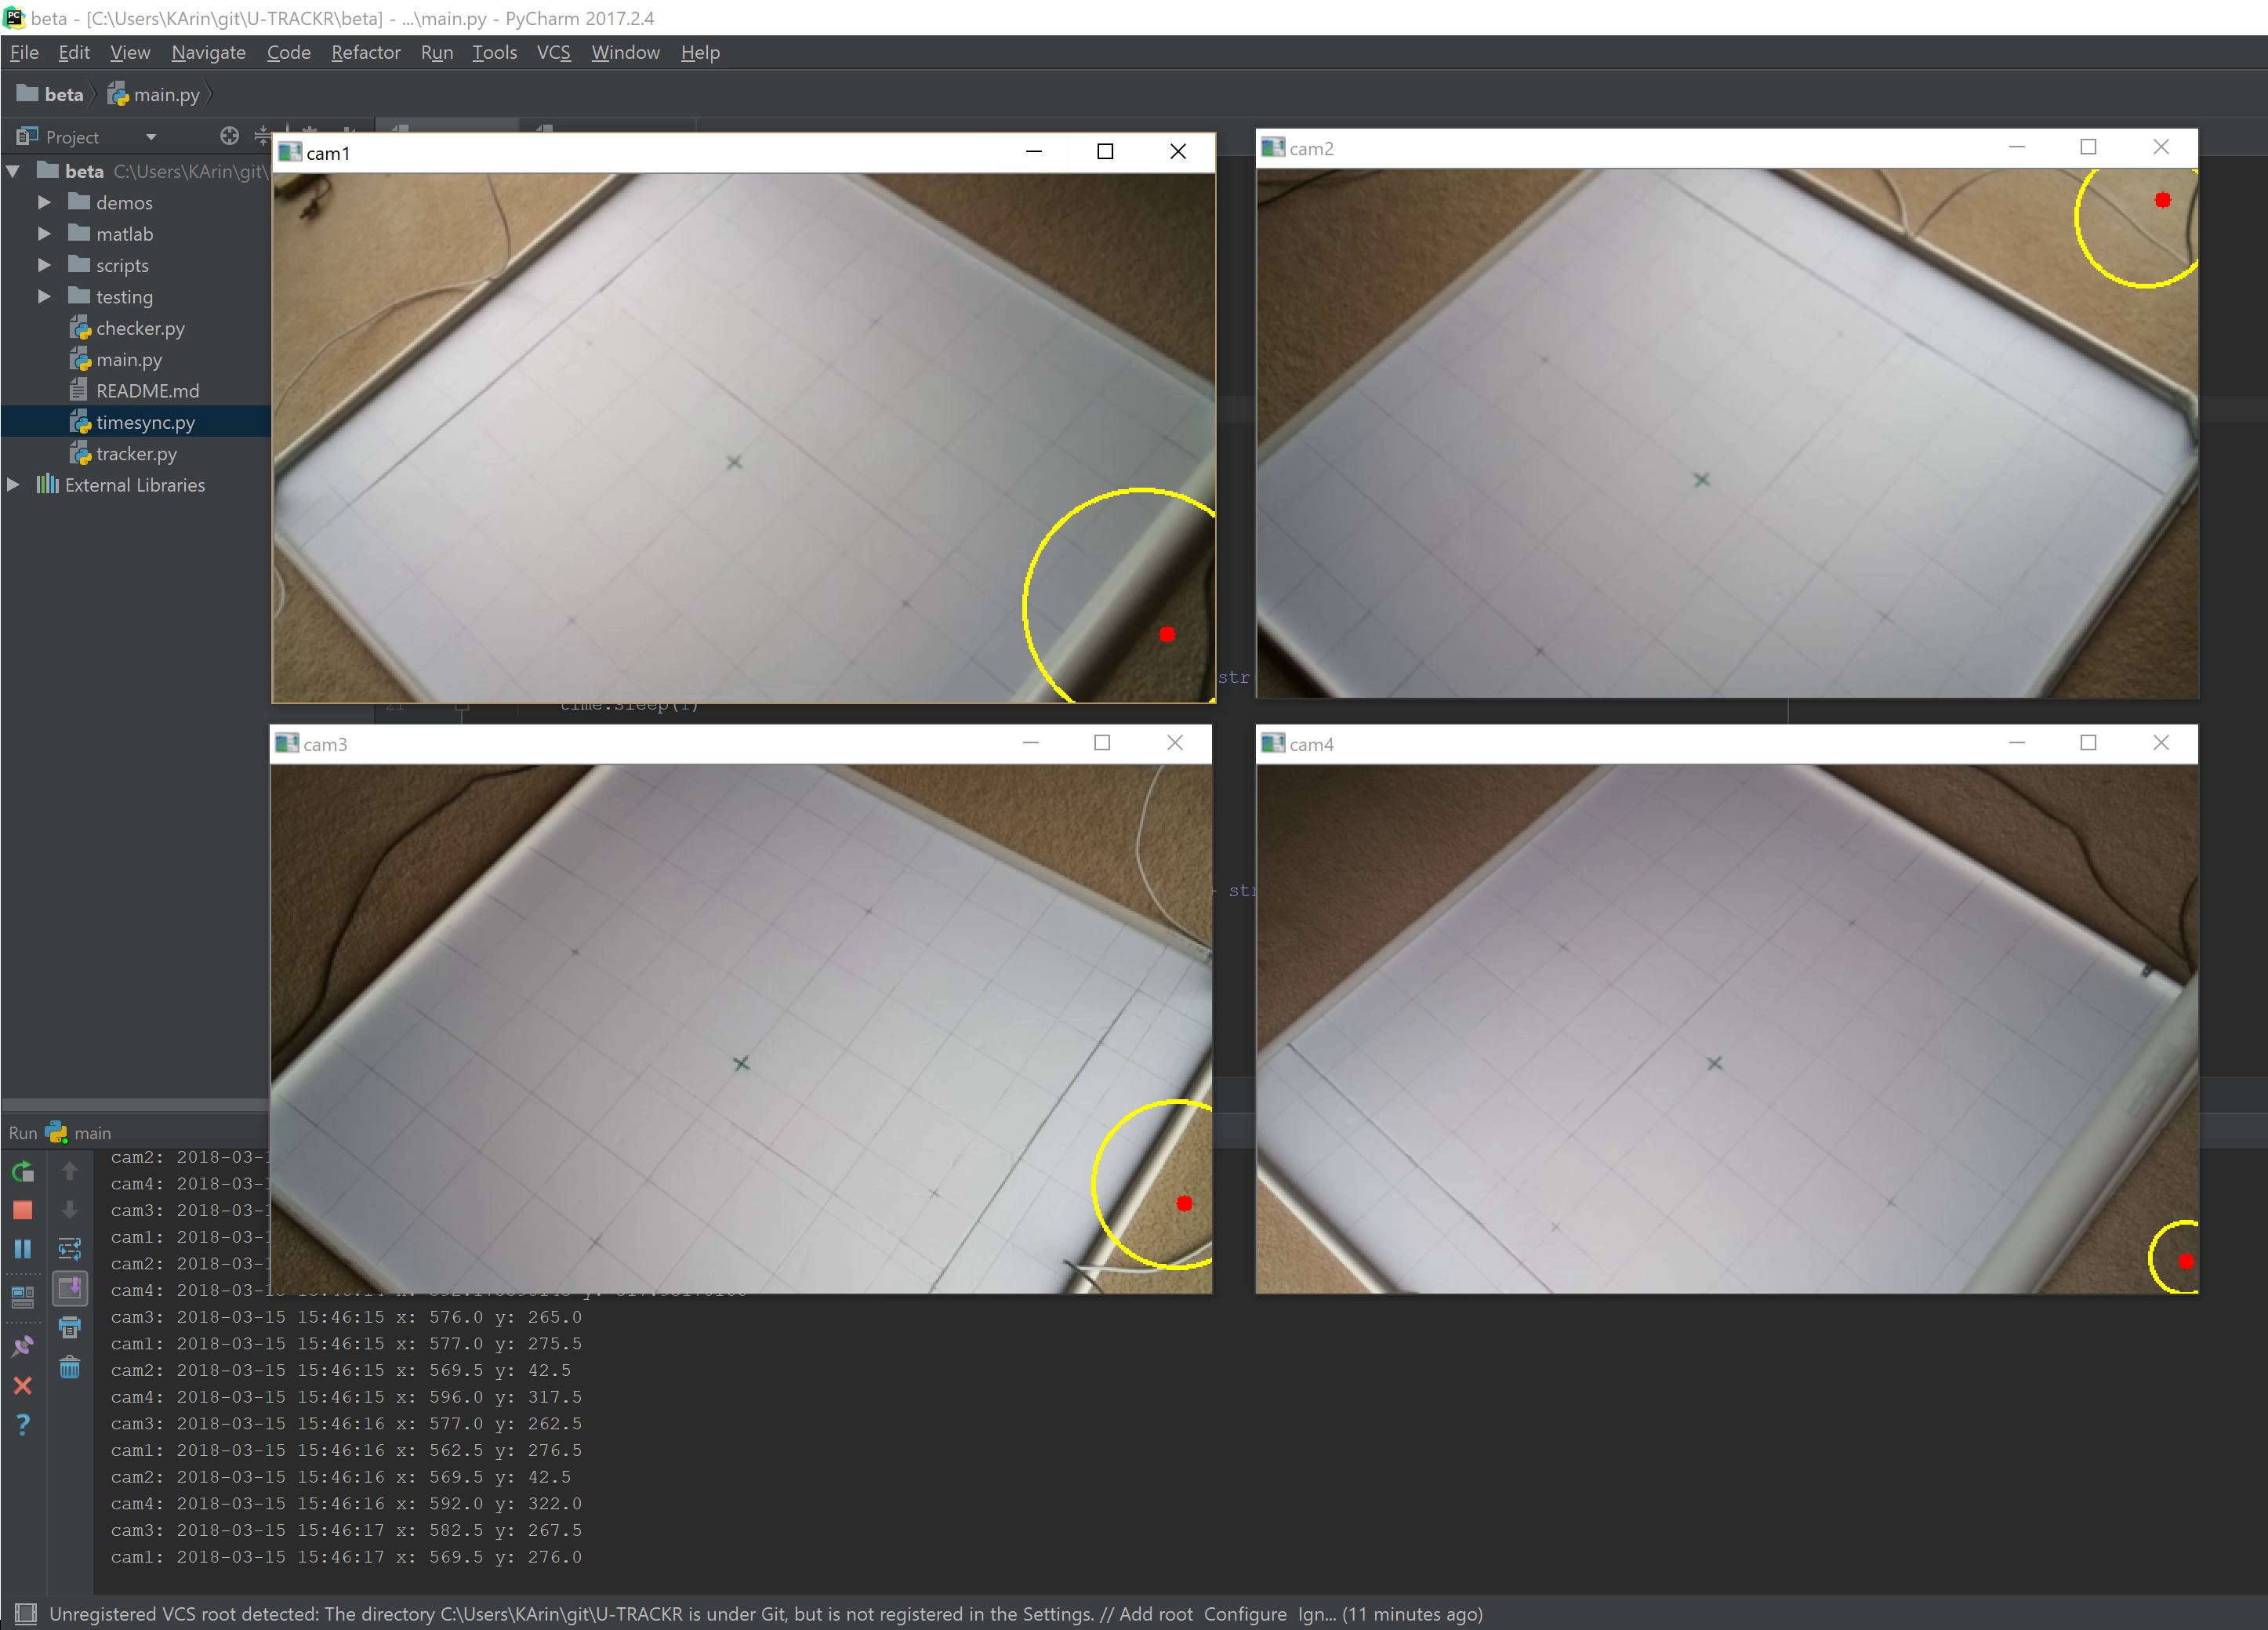 beta - [C:\Users\KArin\git\U-TRACKR\beta] - ...\main.py - PyCharm 2017.2.4
File Edit View Navigate Code Refactor Run Tools VCS Window Help
beta main.py
Project
beta C:\Users\KArin\git\
demos
matlab
scripts
testing
checker.py
main.py
README.md
timesync.py
tracker.py
External Libraries
cam1
cam2
str
21 time.sleep(1)
cam3
cam4
+ str
Run main
cam2: 2018-03-1
cam4: 2018-03-1
cam3: 2018-03-1
cam1: 2018-03-1
cam2: 2018-03-1
cam4: 2018-03-1
cam3: 2018-03-15 15:46:15 x: 576.0 y: 265.0
cam1: 2018-03-15 15:46:15 x: 577.0 y: 275.5
cam2: 2018-03-15 15:46:15 x: 569.5 y: 42.5
cam4: 2018-03-15 15:46:15 x: 596.0 y: 317.5
cam3: 2018-03-15 15:46:16 x: 577.0 y: 262.5
cam1: 2018-03-15 15:46:16 x: 562.5 y: 276.5
cam2: 2018-03-15 15:46:16 x: 569.5 y: 42.5
cam4: 2018-03-15 15:46:16 x: 592.0 y: 322.0
cam3: 2018-03-15 15:46:17 x: 582.5 y: 267.5
cam1: 2018-03-15 15:46:17 x: 569.5 y: 276.0
Unregistered VCS root detected: The directory C:\Users\KArin\git\U-TRACKR is under Git, but is not registered in the Settings. // Add root Configure Ign... (11 minutes ago)